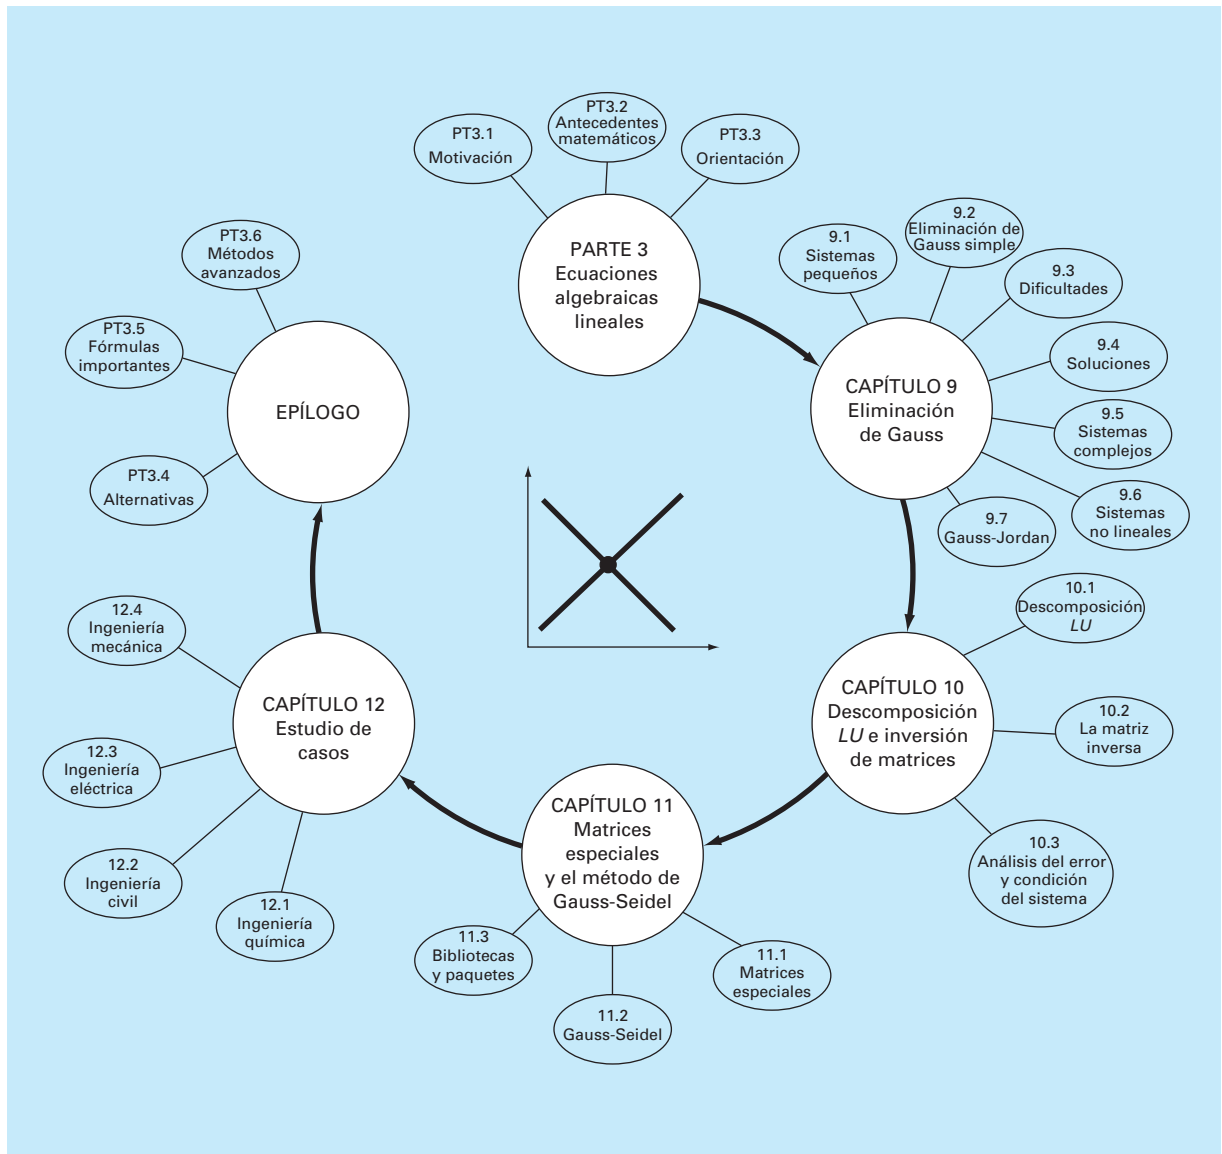 PT3.1
Motivación
PT3.2
Antecedentes
matemáticos
PT3.3
Orientación
PARTE 3
Ecuaciones
algebraicas
lineales
9.1
Sistemas
pequeños
9.2
Eliminación de
Gauss simple
9.3
Dificultades
9.4
Soluciones
9.5
Sistemas
complejos
9.6
Sistemas
no lineales
9.7
Gauss-Jordan
CAPÍTULO 9
Eliminación
de Gauss
10.1
Descomposición
LU
CAPÍTULO 10
Descomposición
LU e inversión
de matrices
10.2
La matriz
inversa
10.3
Análisis del error
y condición
del sistema
CAPÍTULO 11
Matrices
especiales
y el método de
Gauss-Seidel
11.1
Matrices
especiales
11.2
Gauss-Seidel
11.3
Bibliotecas
y paquetes
CAPÍTULO 12
Estudio de
casos
12.1
Ingeniería
química
12.2
Ingeniería
civil
12.3
Ingeniería
eléctrica
12.4
Ingeniería
mecánica
EPÍLOGO
PT3.4
Alternativas
PT3.5
Fórmulas
importantes
PT3.6
Métodos
avanzados